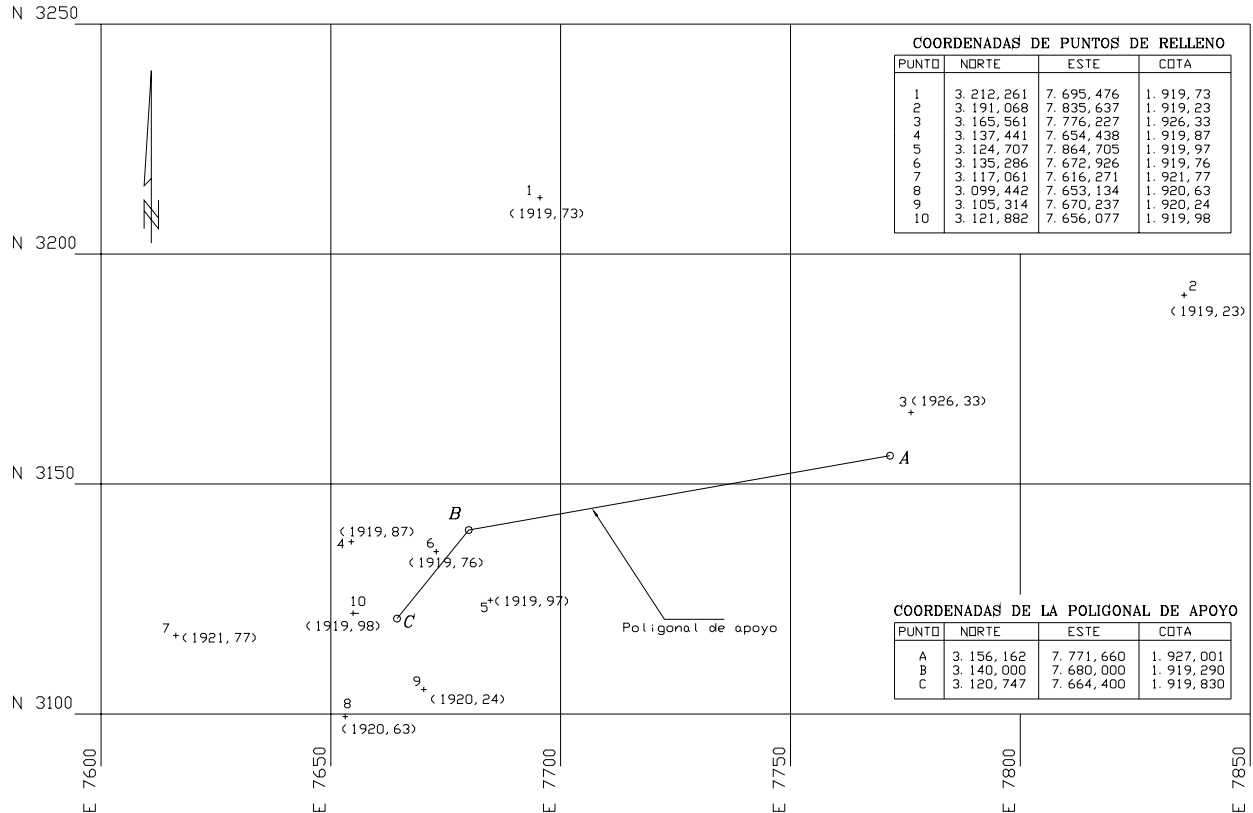 N 3250
COORDENADAS DE PUNTOS DE RELLENO
PUNTO NORTE ESTE COTA
1 3. 212, 261 7. 695, 476 1. 919, 73
2 3. 191, 068 7. 835, 637 1. 919, 23
3 3. 165, 561 7. 776, 227 1. 926, 33
4 3. 137, 441 7. 654, 438 1. 919, 87
5 3. 124, 707 7. 864, 705 1. 919, 97
6 3. 135, 286 7. 672, 926 1. 919, 76
7 3. 117, 061 7. 616, 271 1. 921, 77
8 3. 099, 442 7. 653, 134 1. 920, 63
9 3. 105, 314 7. 670, 237 1. 920, 24
10 3. 121, 882 7. 656, 077 1. 919, 98
N
1
(1919, 73)
N 3200
2
(1919, 23)
3 (1926, 33)
A
N 3150
B
(1919, 87)
4
6
(1919, 76)
5 (1919, 97)
10
(1919, 98)
C
7 (1921, 77)
Poligonal de apoyo
COORDENADAS DE LA POLIGONAL DE APOYO
PUNTO NORTE ESTE COTA
A 3. 156, 162 7. 771, 660 1. 927, 001
B 3. 140, 000 7. 680, 000 1. 919, 290
C 3. 120, 747 7. 664, 400 1. 919, 830
9
(1920, 24)
N 3100
8
(1920, 63)
E 7600
E 7650
E 7700
E 7750
E 7800
E 7850